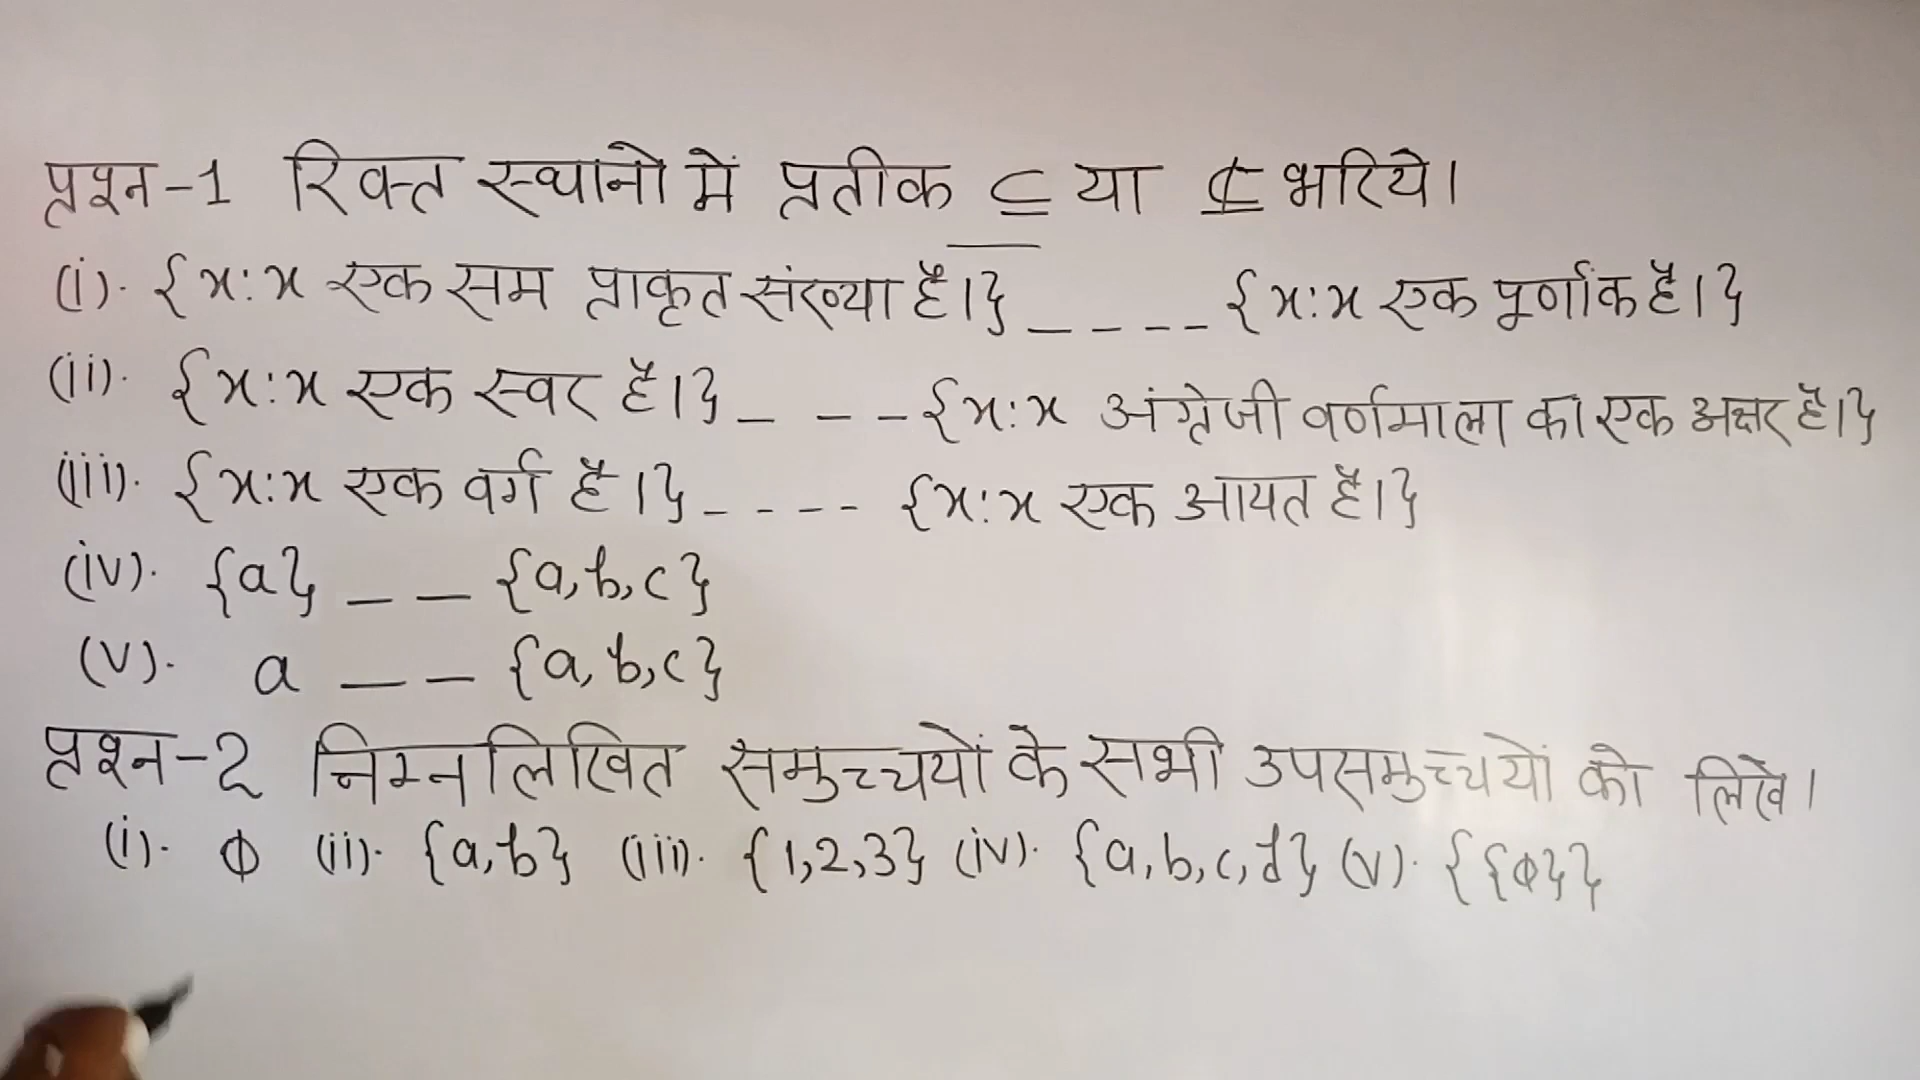 प्रश्न-1 रिक्त स्थानो में प्रतीक ⊆ या ⊈ भरिये।
(i). {x:x एक सम प्राकृत संख्या है।} _ _ _ _ {x:x एक पूर्णांक है।}
(ii). {x:x एक स्वर है।} _ _ _ {x:x अंग्रेजी वर्णमाला का एक अक्षर है।}
(iii). {x:x एक वर्ग है।} _ _ _ _ {x:x एक आयत है।}
(iv). {a} _ _ {a,b,c}
(v). a _ _ {a,b,c}
प्रश्न-2 निम्नलिखित समुच्चयों के सभी उपसमुच्चयों को लिखे।
(i). ϕ (ii). {a,b} (iii). {1,2,3} (iv). {a,b,c,d} (v). {{ϕ}}